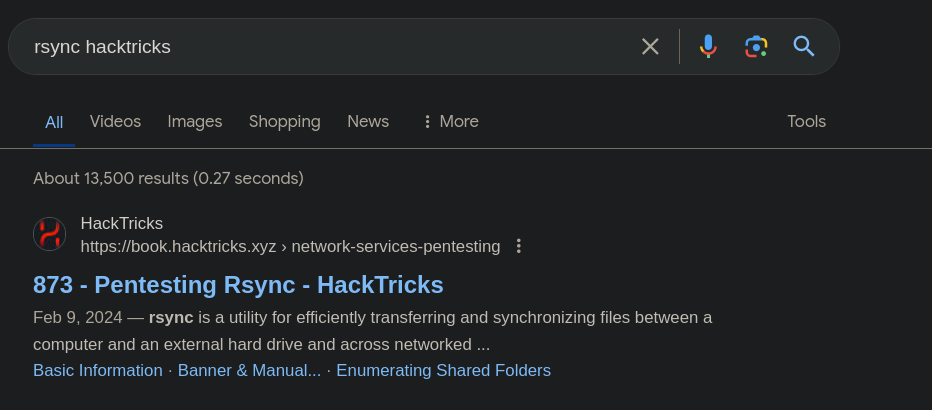 rsync hacktricks
All Videos Images Shopping News More Tools
About 13,500 results (0.27 seconds)
HackTricks
https://book.hacktricks.xyz › network-services-pentesting
873 - Pentesting Rsync - HackTricks
Feb 9, 2024 — rsync is a utility for efficiently transferring and synchronizing files between a
computer and an external hard drive and across networked ...
Basic Information · Banner & Manual... · Enumerating Shared Folders